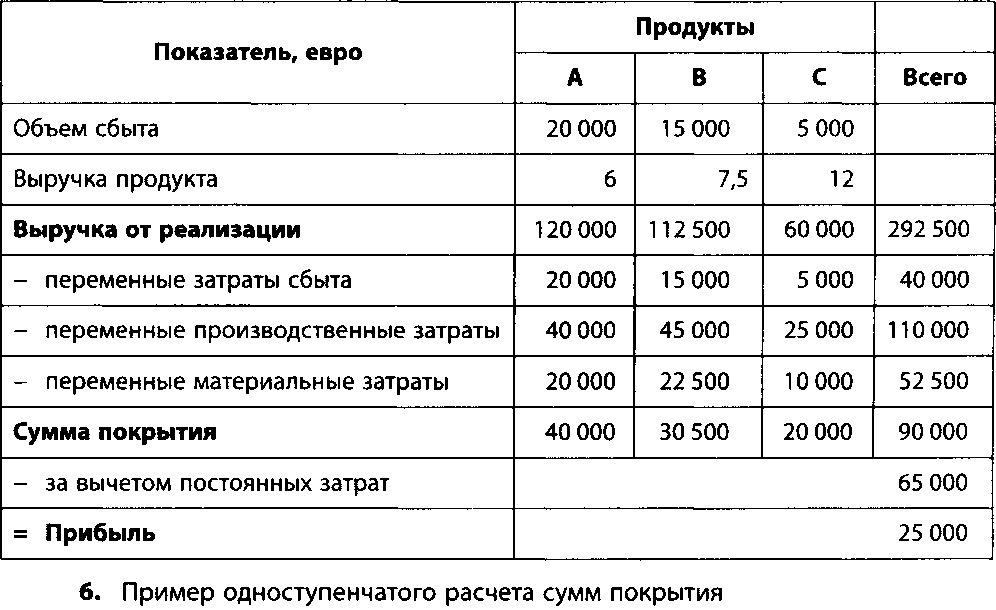 Показатель, евро Продукты
А В С Всего
Объем сбыта 20 000 15 000 5 000
Выручка продукта 6 7,5 12
Выручка от реализации 120 000 112 500 60 000 292 500
– переменные затраты сбыта 20 000 15 000 5 000 40 000
– переменные производственные затраты 40 000 45 000 25 000 110 000
– переменные материальные затраты 20 000 22 500 10 000 52 500
Сумма покрытия 40 000 30 500 20 000 90 000
– за вычетом постоянных затрат 65 000
= Прибыль 25 000
6. Пример одноступенчатого расчета сумм покрытия